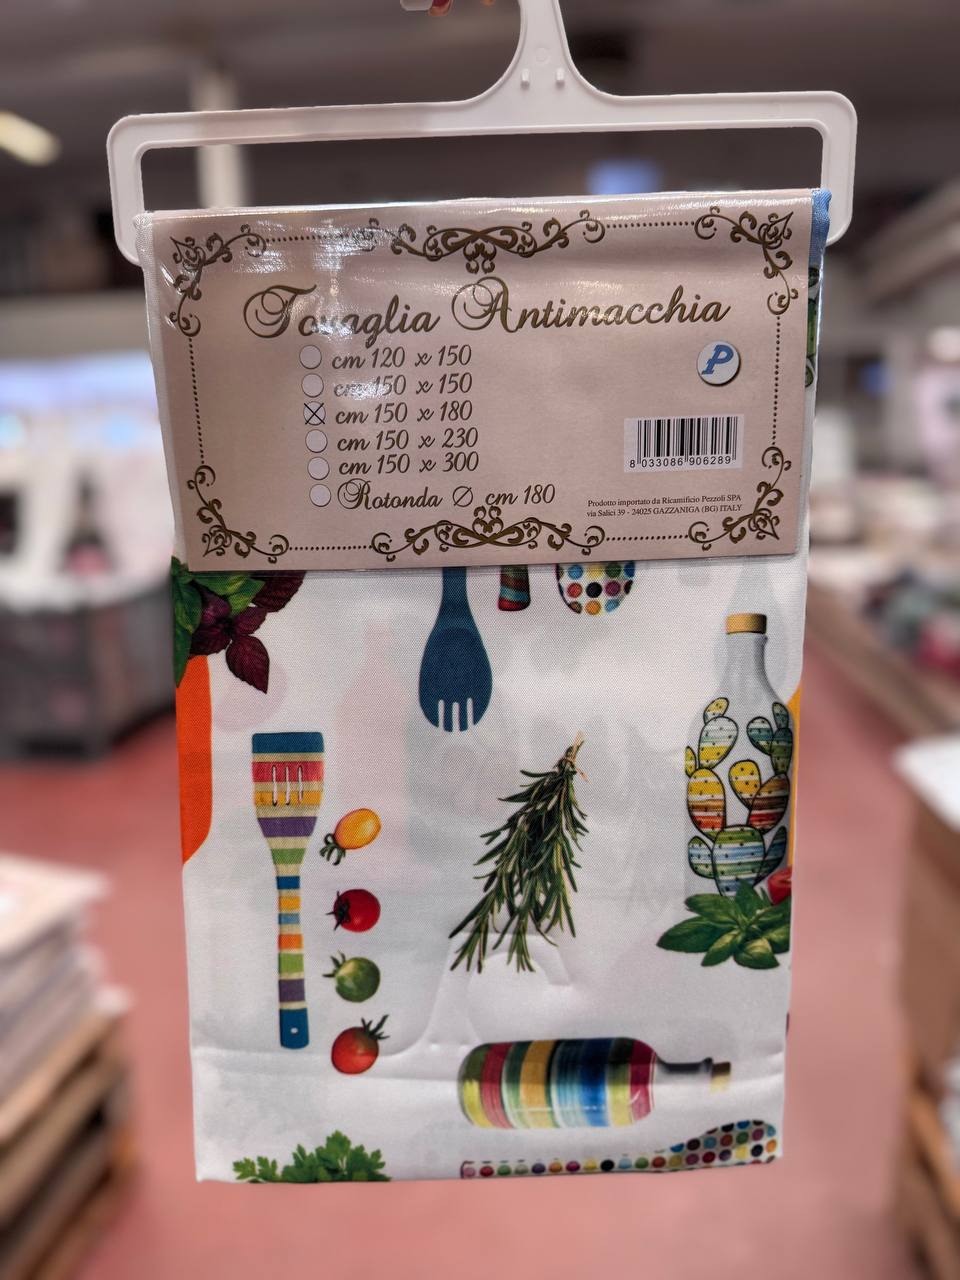 Tovaglia Antimacchia
cm 120 x 150
cm 150 x 150
cm 150 x 180
cm 150 x 230
cm 150 x 300
Rotonda Ø cm 180
P
8 033086 906289
Prodotto importato da Ricamificio Pezzoli SPA
via Salici 39 - 24025 GAZZANIGA (BG) ITALY